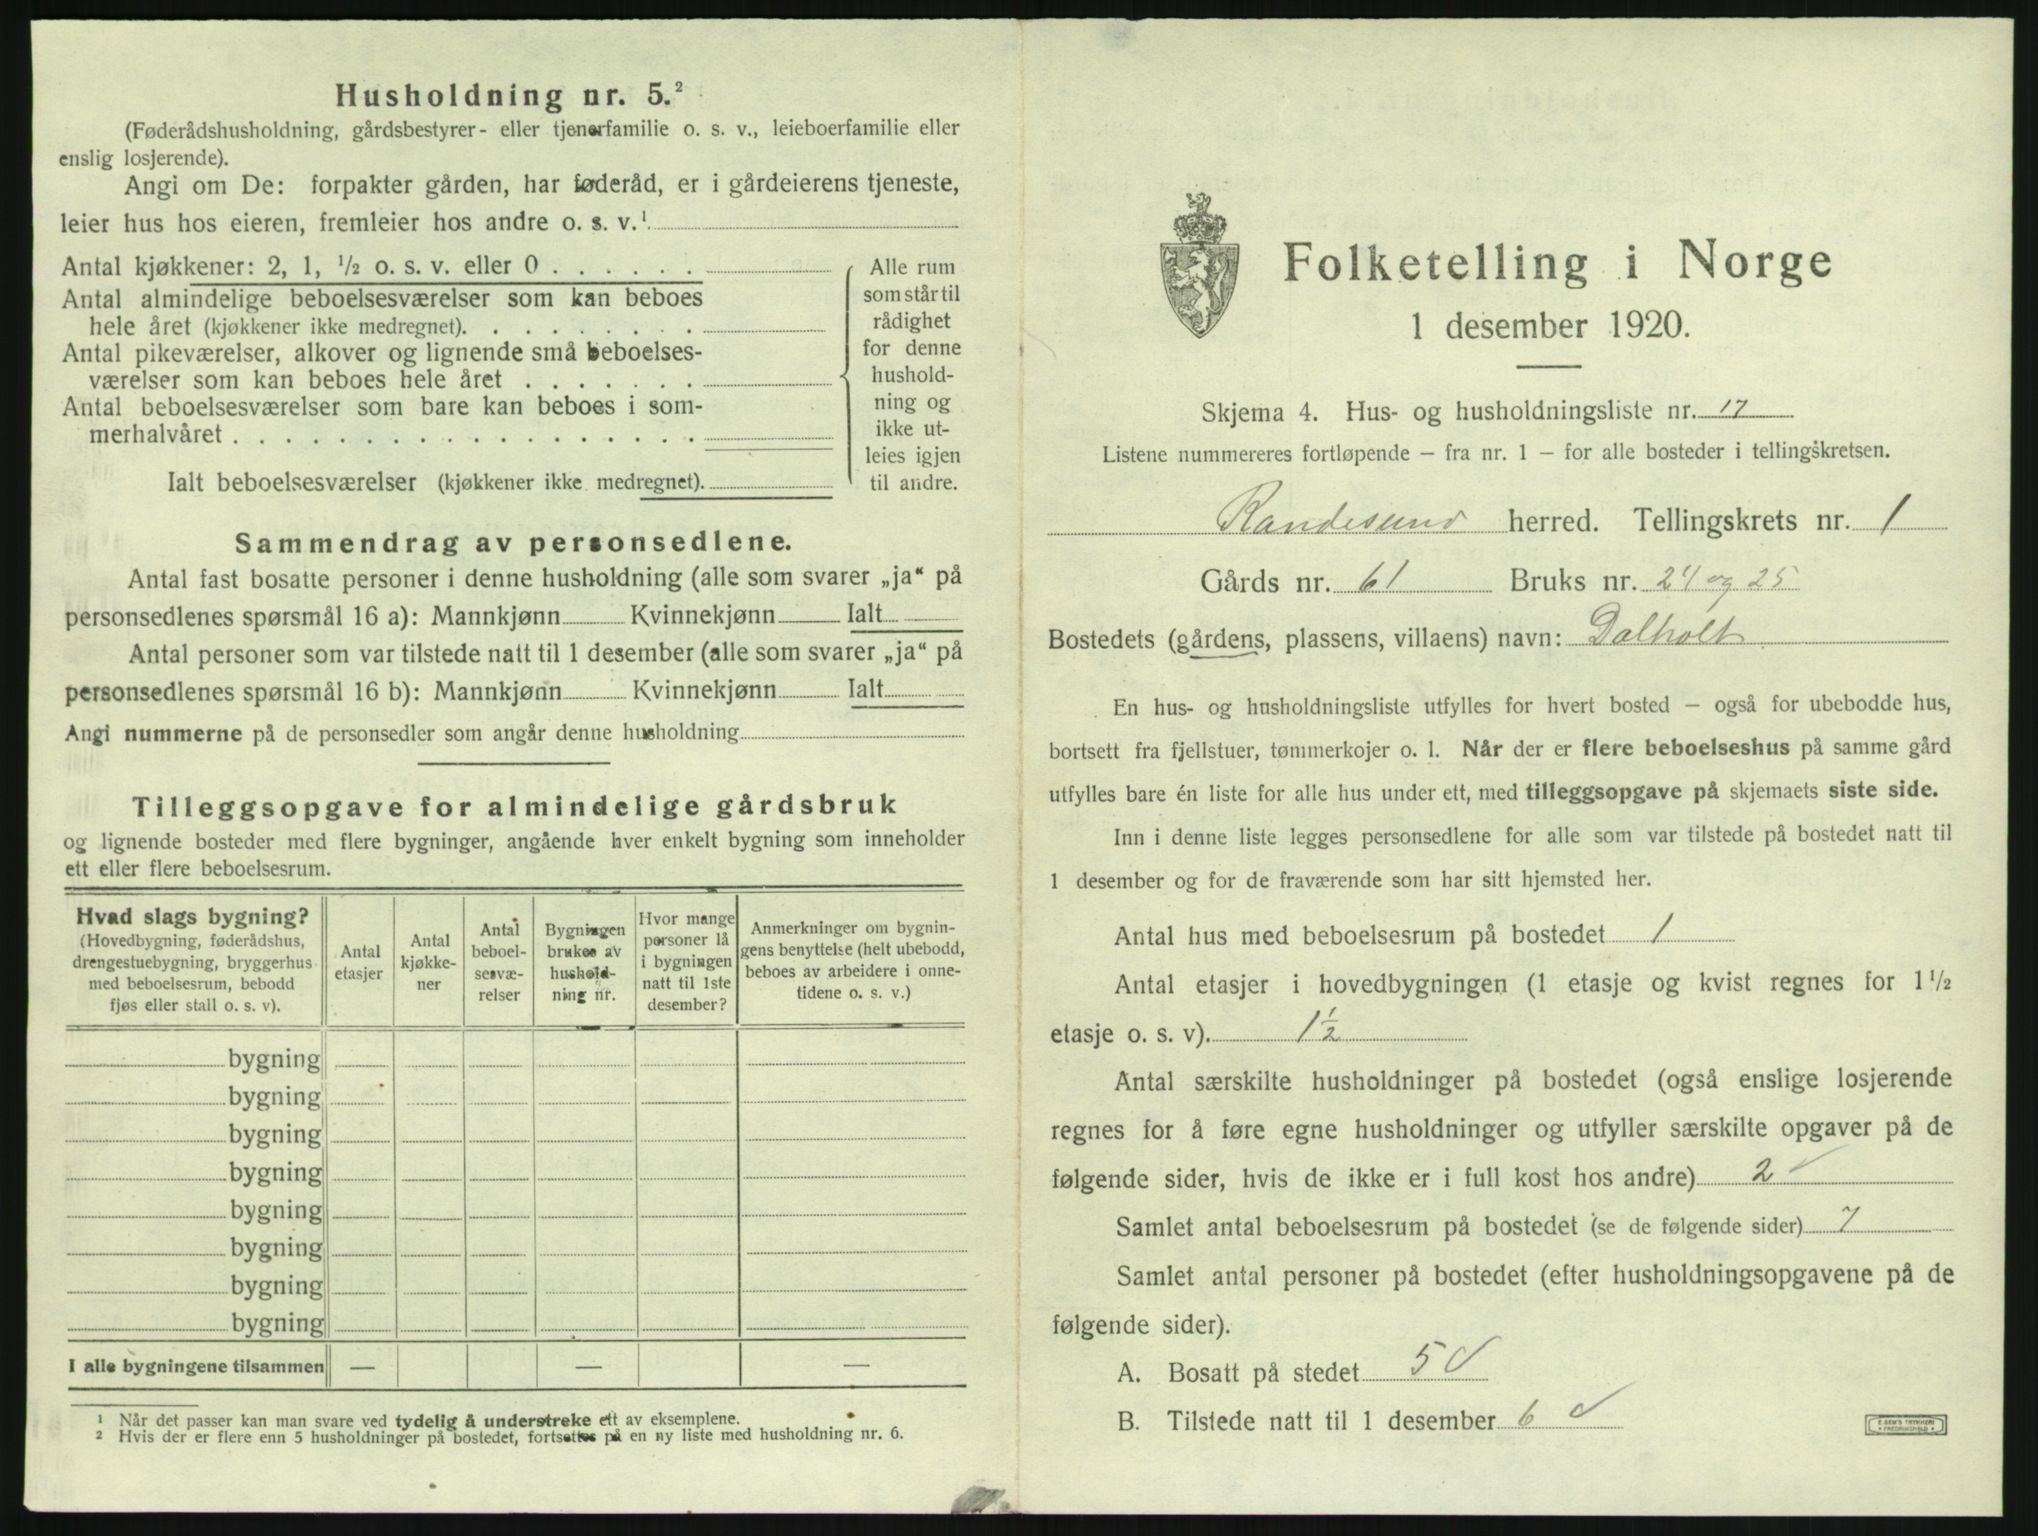 Husholdning nr. 5.²
(Føderådshusholdning, gårdsbestyrer- eller tjenerfamilie o. s. v., leieboerfamilie eller
enslig losjerende).
Angi om De: forpakter gården, har føderåd, er i gårdeierens tjeneste,
leier hus hos eieren, fremleier hos andre o. s. v.¹
Antal kjøkkener: 2, 1, ½ o. s. v. eller 0 . . . . . .
Antal almindelige beboelsesværelser som kan beboes
hele året (kjøkkener ikke medregnet). . . . . . . . .
Antal pikeværelser, alkover og lignende små beboelses-
værelser som kan beboes hele året . . . . . . .
Antal beboelsesværelser som bare kan beboes i som-
merhalvåret . . . . . . . . . . . . . . . . . .
Ialt beboelsesværelser (kjøkkener ikke medregnet).
Alle rum
som står til
rådighet
for denne
hushold-
ning og
ikke ut-
leies igjen
til andre.
Sammendrag av personsedlene.
Antal fast bosatte personer i denne husholdning (alle som svarer „ja“ på
personsedlenes spørsmål 16 a): Mannkjønn Kvinnekjønn Ialt
Antal personer som var tilstede natt til 1 desember (alle som svarer „ja“ på
personsedlenes spørsmål 16 b): Mannkjønn Kvinnekjønn Ialt
Angi nummerne på de personsedler som angår denne husholdning
Tilleggsopgave for almindelige gårdsbruk
og lignende bosteder med flere bygninger, angående hver enkelt bygning som inneholder
ett eller flere beboelsesrum.
Hvad slags bygning?
(Hovedbygning, føderådshus,
drengestuebygning, bryggerhus
med beboelsesrum, bebodd
fjøs eller stall o. s. v).
Antal
etasjer
Antal
kjøkke-
ner
Antal
beboel-
sesvæ-
relser
Bygningen
brukes av
hushold-
ning nr.
Hvor mange
personer lå
i bygningen
natt til 1ste
desember?
Anmerkninger om bygnin-
gens benyttelse (helt ubebodd,
beboes av arbeidere i onne-
tidene o. s. v.)
bygning
bygning
bygning
bygning
bygning
bygning
bygning
bygning
I alle bygningene tilsammen — — —
¹ Når det passer kan man svare ved tydelig å understreke ett av eksemplene.
² Hvis der er flere enn 5 husholdninger på bostedet, fortsettes på en ny liste med husholdning nr. 6.
Folketelling i Norge
1 desember 1920.
Skjema 4. Hus- og husholdningsliste nr. 17
Listene nummereres fortløpende – fra nr. 1 – for alle bosteder i tellingskretsen.
Randesund herred. Tellingskrets nr. 1
Gårds nr. 61 Bruks nr. 24 og 25
Bostedets (gårdens, plassens, villaens) navn: Dalholt
En hus- og husholdningsliste utfylles for hvert bosted – også for ubebodde hus,
bortsett fra fjellstuer, tømmerkojer o. l. Når der er flere beboelseshus på samme gård
utfylles bare én liste for alle hus under ett, med tilleggsopgave på skjemaets siste side.
Inn i denne liste legges personsedlene for alle som var tilstede på bostedet natt til
1 desember og for de fraværende som har sitt hjemsted her.
Antal hus med beboelsesrum på bostedet 1
Antal etasjer i hovedbygningen (1 etasje og kvist regnes for 1½
etasje o. s. v). 1½
Antal særskilte husholdninger på bostedet (også enslige losjerende
regnes for å føre egne husholdninger og utfyller særskilte opgaver på de
følgende sider, hvis de ikke er i full kost hos andre) 2 ✓
Samlet antal beboelsesrum på bostedet (se de følgende sider) 7
Samlet antal personer på bostedet (efter husholdningsopgavene på de
følgende sider).
A. Bosatt på stedet 5 ✓
B. Tilstede natt til 1 desember 6 ✓
E. SEM'S TRYKKERI
FREDRIKSHALD